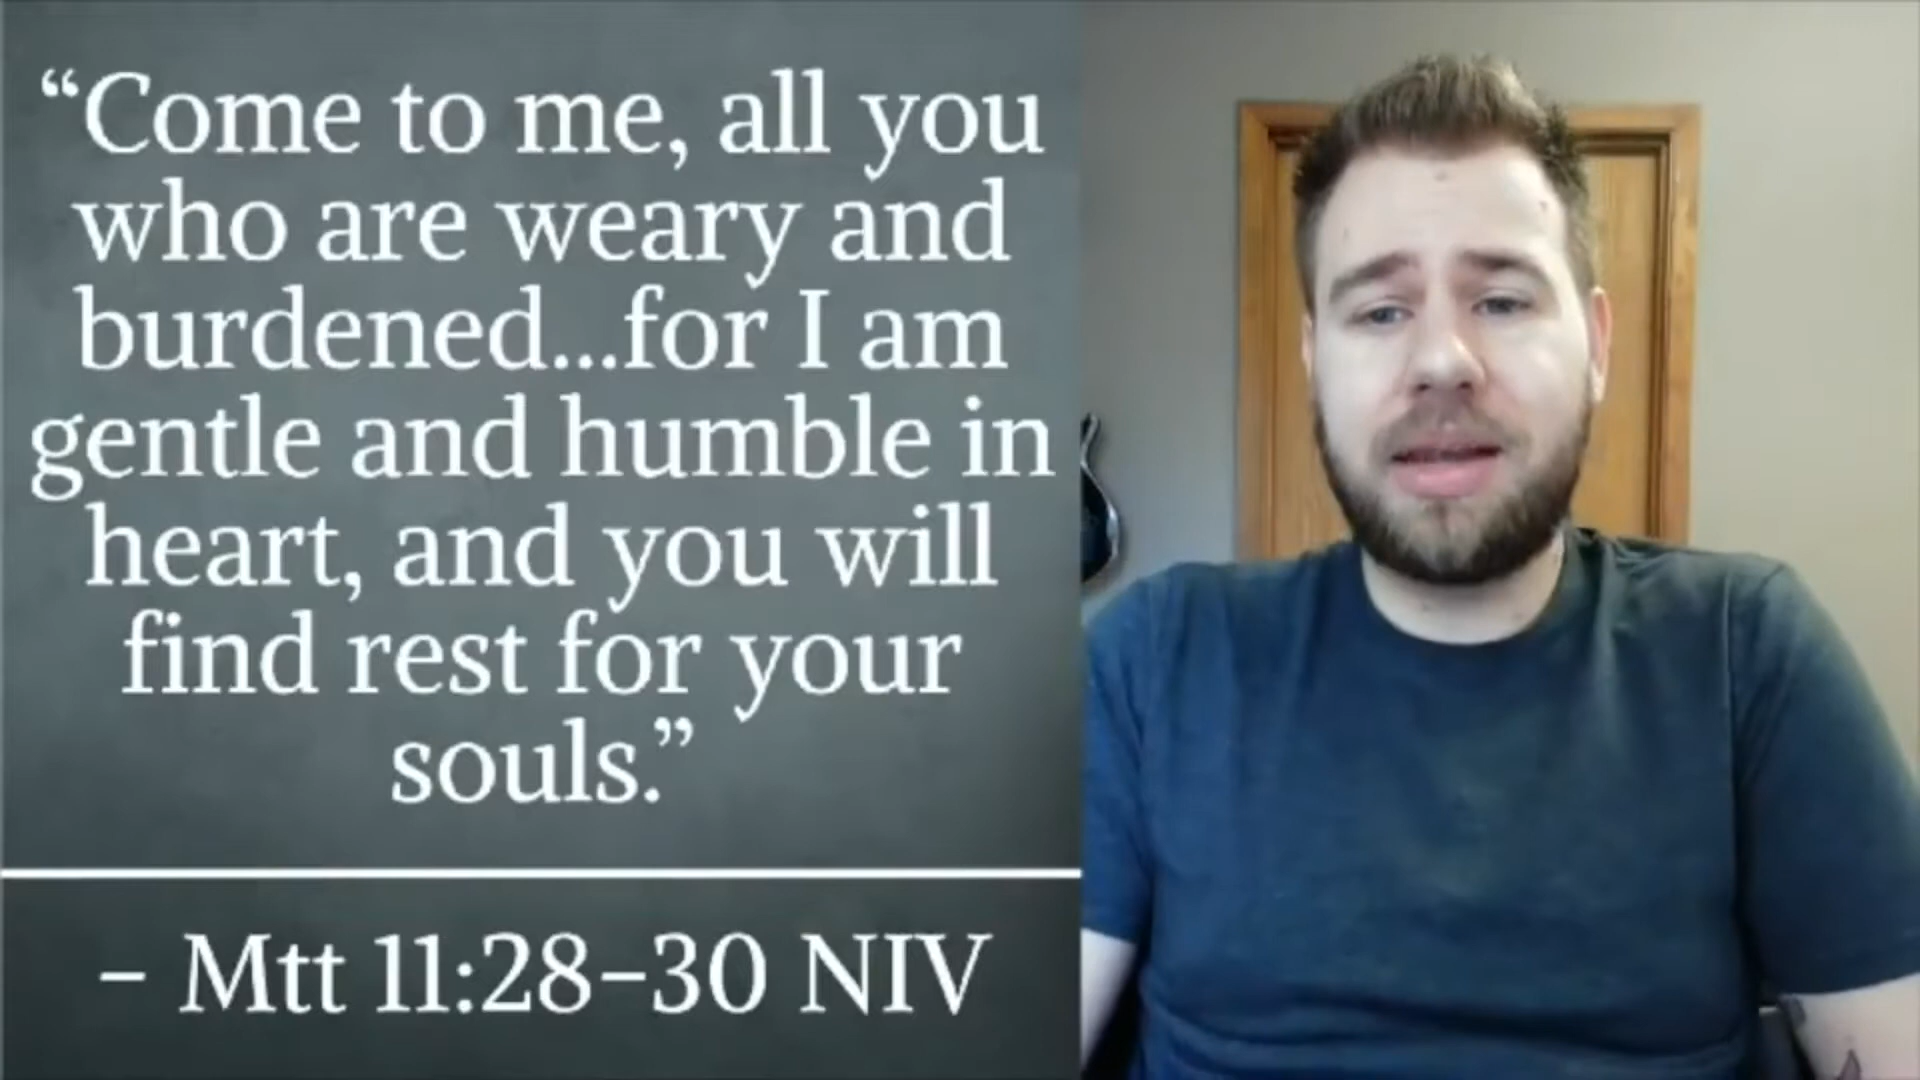 “Come to me, all you
who are weary and
burdened...for I am
gentle and humble in
heart, and you will
find rest for your
souls.”
– Mtt 11:28–30 NIV